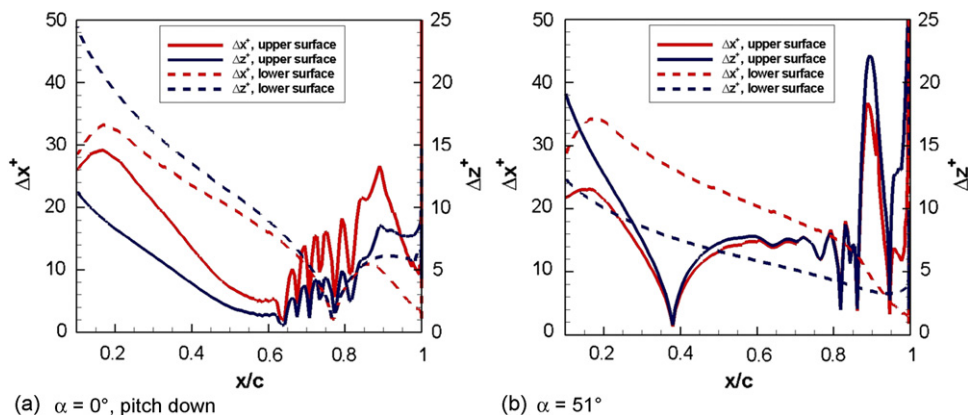 50
40
30
20
10
0
Δx⁺
Δx⁺, upper surface
Δz⁺, upper surface
Δx⁺, lower surface
Δz⁺, lower surface
25
20
15
10
5
0
Δz⁺
0.2 0.4 0.6 0.8 1
x/c
(a) α = 0°, pitch down
50
40
30
20
10
0
Δx⁺
Δx⁺, upper surface
Δz⁺, upper surface
Δx⁺, lower surface
Δz⁺, lower surface
25
20
15
10
5
0
Δz⁺
0.2 0.4 0.6 0.8 1
x/c
(b) α = 51°